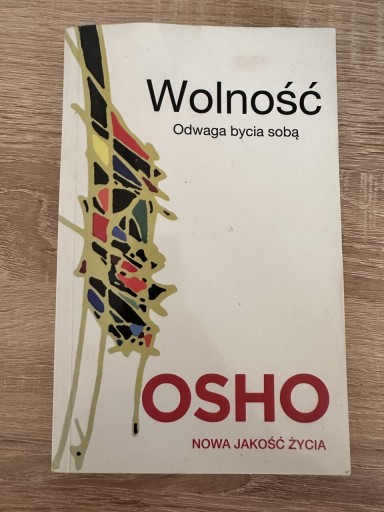 Wolność
Odwaga bycia sobą
OSHO
NOWA JAKOŚĆ ŻYCIA